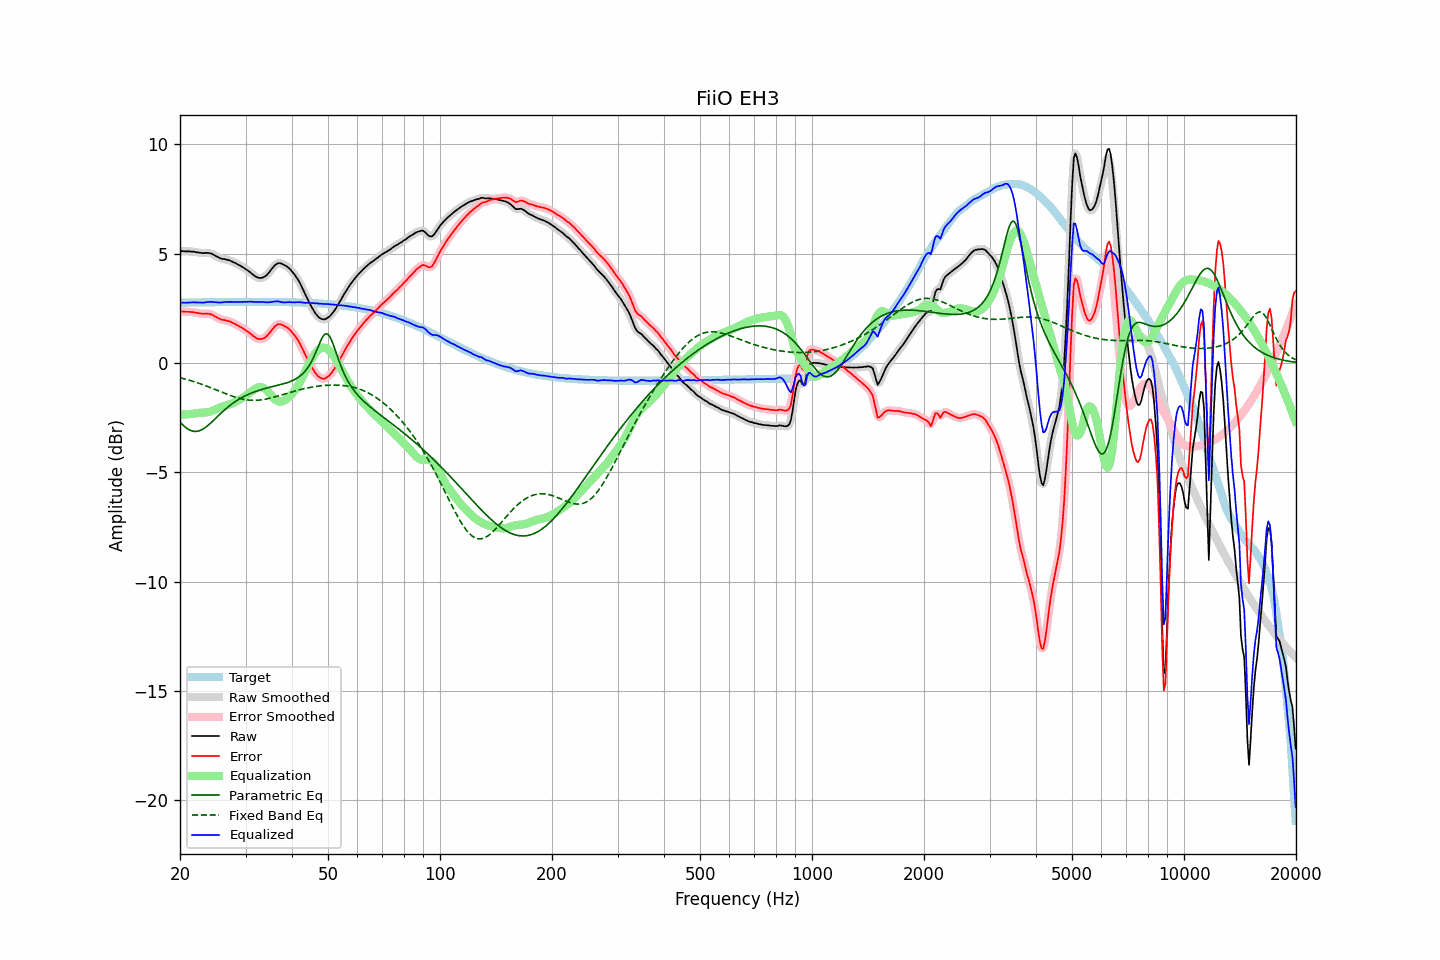 FiiO EH3
Amplitude (dBr)
10
5
0
−5
−10
−15
−20
Target
Raw Smoothed
Error Smoothed
Raw
Error
Equalization
Parametric Eq
Fixed Band Eq
Equalized
20 50 100 200 500 1000 2000 5000 10000 20000
Frequency (Hz)